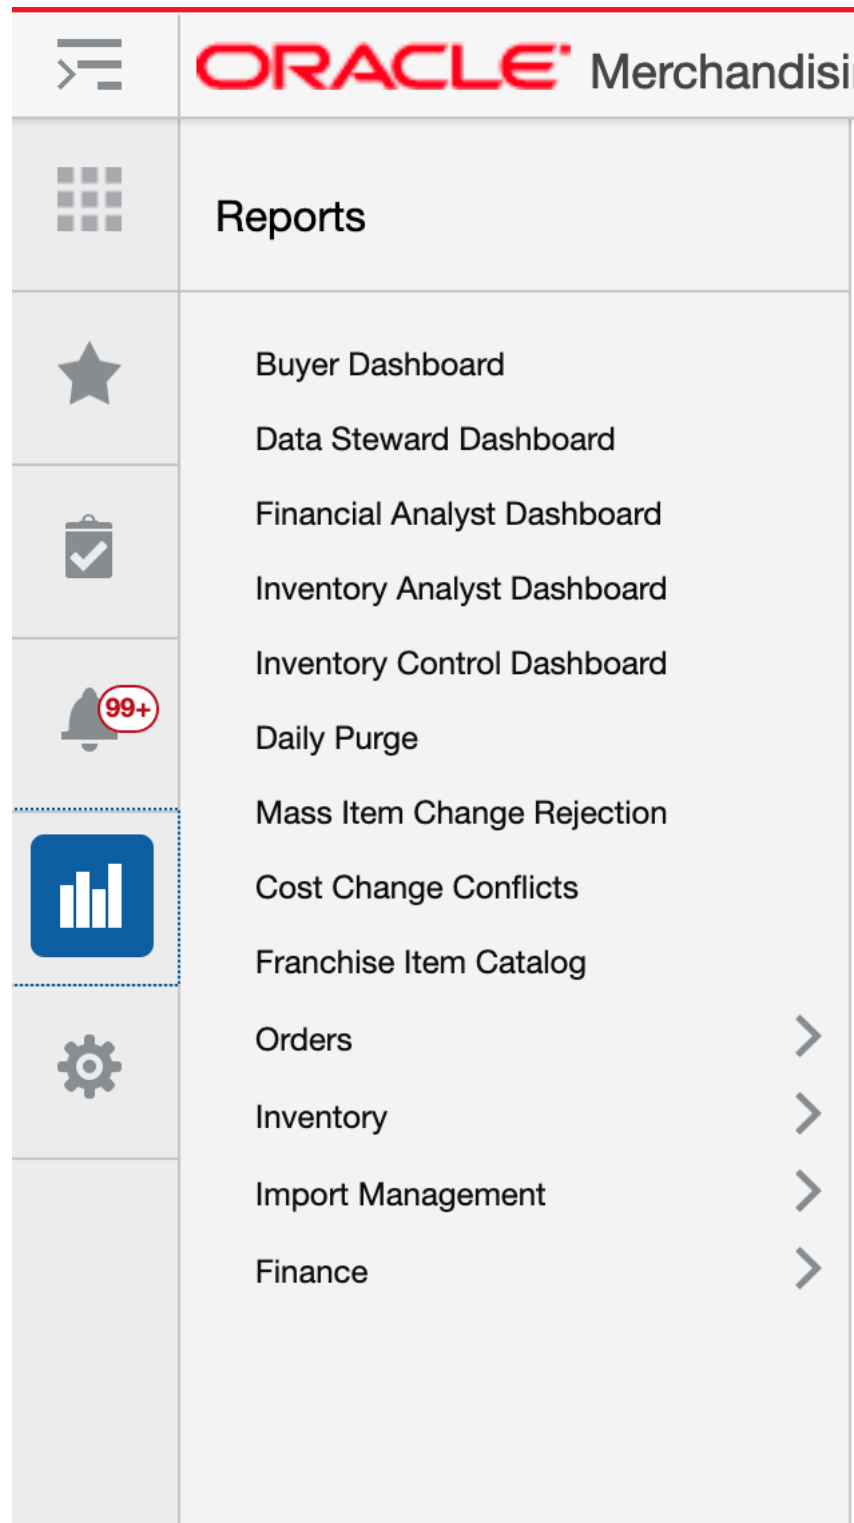 ORACLE Merchandisi
Reports
Buyer Dashboard
Data Steward Dashboard
Financial Analyst Dashboard
Inventory Analyst Dashboard
Inventory Control Dashboard
Daily Purge
99+
Mass Item Change Rejection
Cost Change Conflicts
Franchise Item Catalog
Orders
Inventory
Import Management
Finance